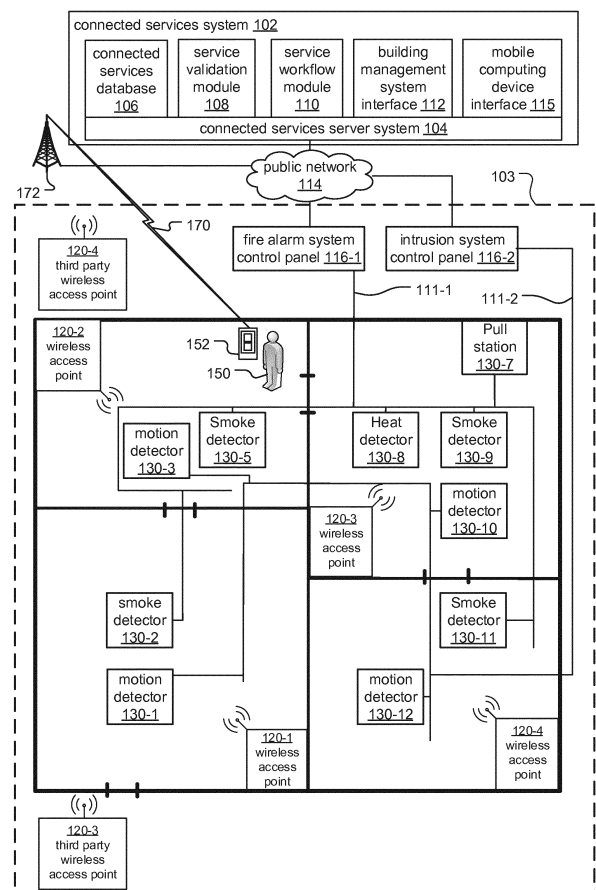 connected services system 102
connected
services
database
106
service
validation
module
108
service
workflow
module
110
building
management
system
interface 112
mobile
computing
device
interface 115
connected services server system 104
public network
114
172
170
103
120-4
third party
wireless
access point
fire alarm system
control panel 116-1
intrusion system
control panel 116-2
111-1
111-2
120-2
wireless
access
point
152
150
Pull
station
130-7
motion
detector
130-3
Smoke
detector
130-5
Heat
detector
130-8
Smoke
detector
130-9
motion
detector
130-10
120-3
wireless
access
point
smoke
detector
130-2
Smoke
detector
130-11
motion
detector
130-1
motion
detector
130-12
120-1
wireless
access
point
120-4
wireless
access
point
120-3
third party
wireless
access point